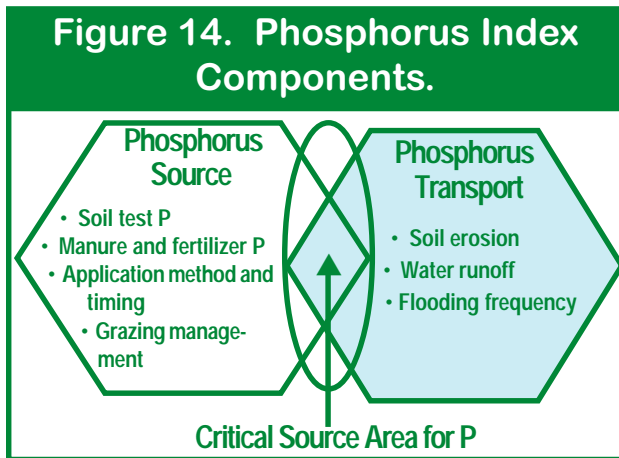 Figure 14. Phosphorus Index
Components.
Phosphorus
Source
• Soil test P
• Manure and fertilizer P
• Application method and
timing
• Grazing manage-
ment
Phosphorus
Transport
• Soil erosion
• Water runoff
• Flooding frequency
Critical Source Area for P